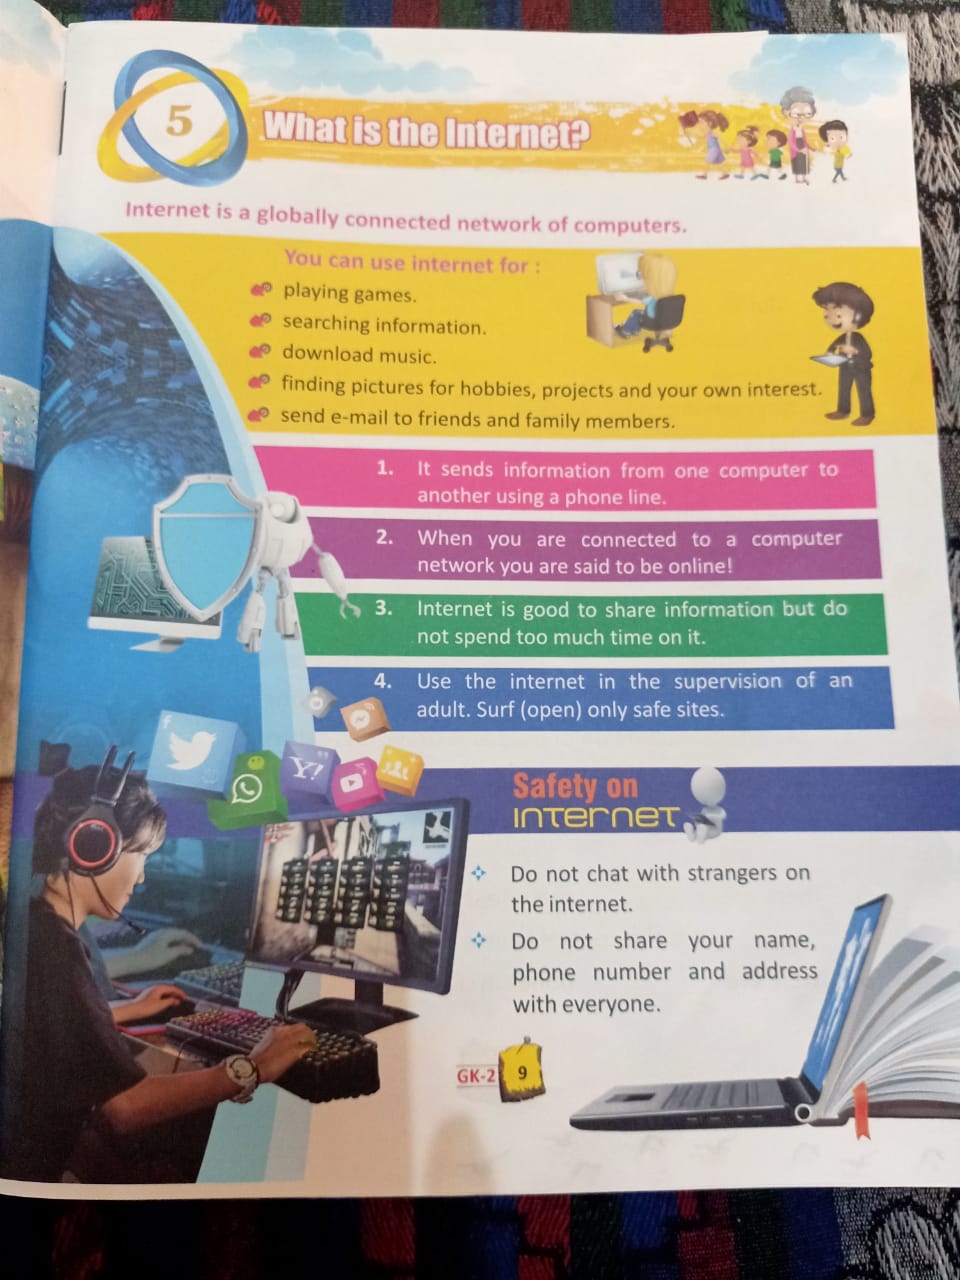 5
What is the Internet?
Internet is a globally connected network of computers.
You can use internet for :
playing games.
searching information.
download music.
finding pictures for hobbies, projects and your own interest.
send e-mail to friends and family members.
1. It sends information from one computer to
another using a phone line.
2. When you are connected to a computer
network you are said to be online!
3. Internet is good to share information but do
not spend too much time on it.
4. Use the internet in the supervision of an
adult. Surf (open) only safe sites.
Y!
Safety on
INTERNET
Do not chat with strangers on
the internet.
Do not share your name,
phone number and address
with everyone.
GK-2 9